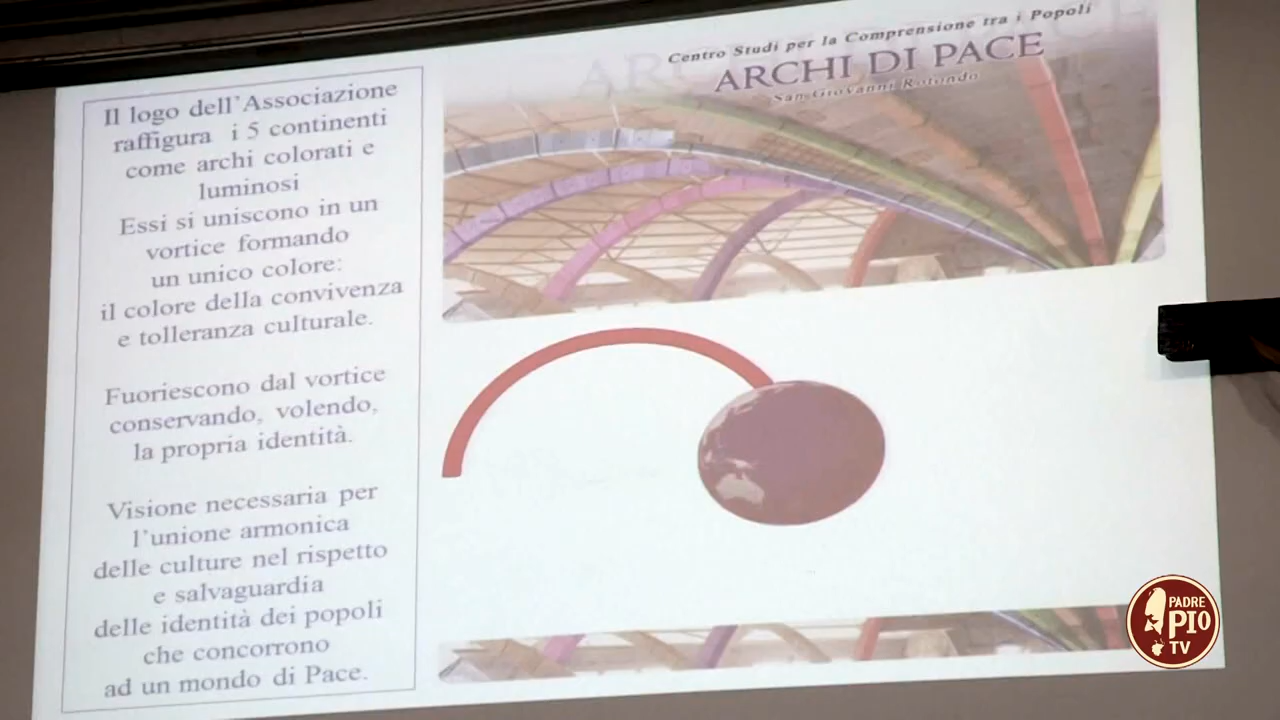 Il logo dell'Associazione
raffigura i 5 continenti
come archi colorati e
luminosi
Essi si uniscono in un
vortice formando
un unico colore:
il colore della convivenza
e tolleranza culturale.
Fuoriescono dal vortice
conservando, volendo,
la propria identità.
Visione necessaria per
l'unione armonica
delle culture nel rispetto
e salvaguardia
delle identità dei popoli
che concorrono
ad un mondo di Pace.
Centro Studi per la Comprensione tra i Popoli
ARCHI DI PACE
San Giovanni Rotondo
PADRE
PIO
TV